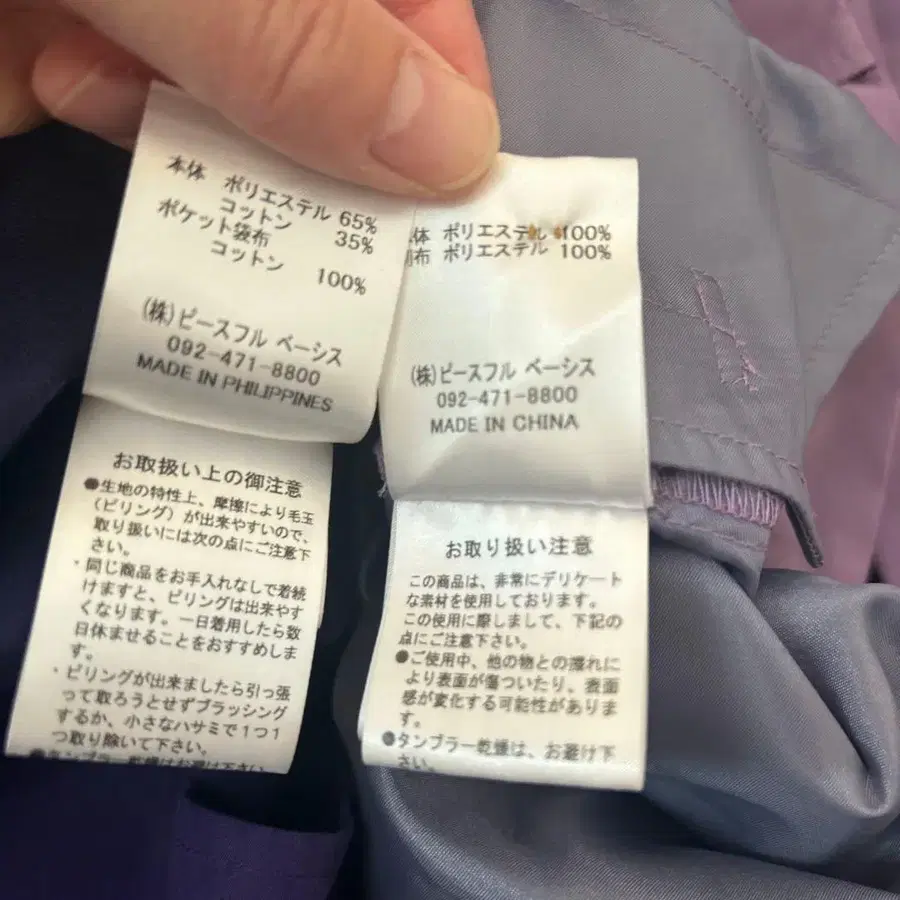 本体 ポリエステル 65%
コットン 35%
ポケット袋布
コットン 100%
(株)ピースフル ベーシス
092-471-8800
MADE IN PHILIPPINES
お取扱い上の御注意
●生地の特性上、摩擦により毛玉
(ピリング)が出来やすいので、
取り扱いには次の点にご注意下
さい。
・同じ商品をお手入れなしで着続
けますと、ピリングは出来やす
くなります。一日着用したら数
日休ませることをおすすめしま
す。
・ピリングが出来ましたら引っ張
って取ろうとせずブラッシング
するか、小さなハサミで1つ1
つ取り除いて下さい。
●タンブラー乾燥はお避け下さい
体 ポリエステル 100%
布 ポリエステル 100%
(株)ピースフル ベーシス
092-471-8800
MADE IN CHINA
お取り扱い注意
この商品は、非常にデリケート
な素材を使用しております。
この使用に際しまして、下記の
点にご注意下さい。
●ご使用中、他の物との擦れに
より表面が傷ついたり、表面
感が変化する可能性がありま
す。
●タンブラー乾燥は、お避け下
さい。